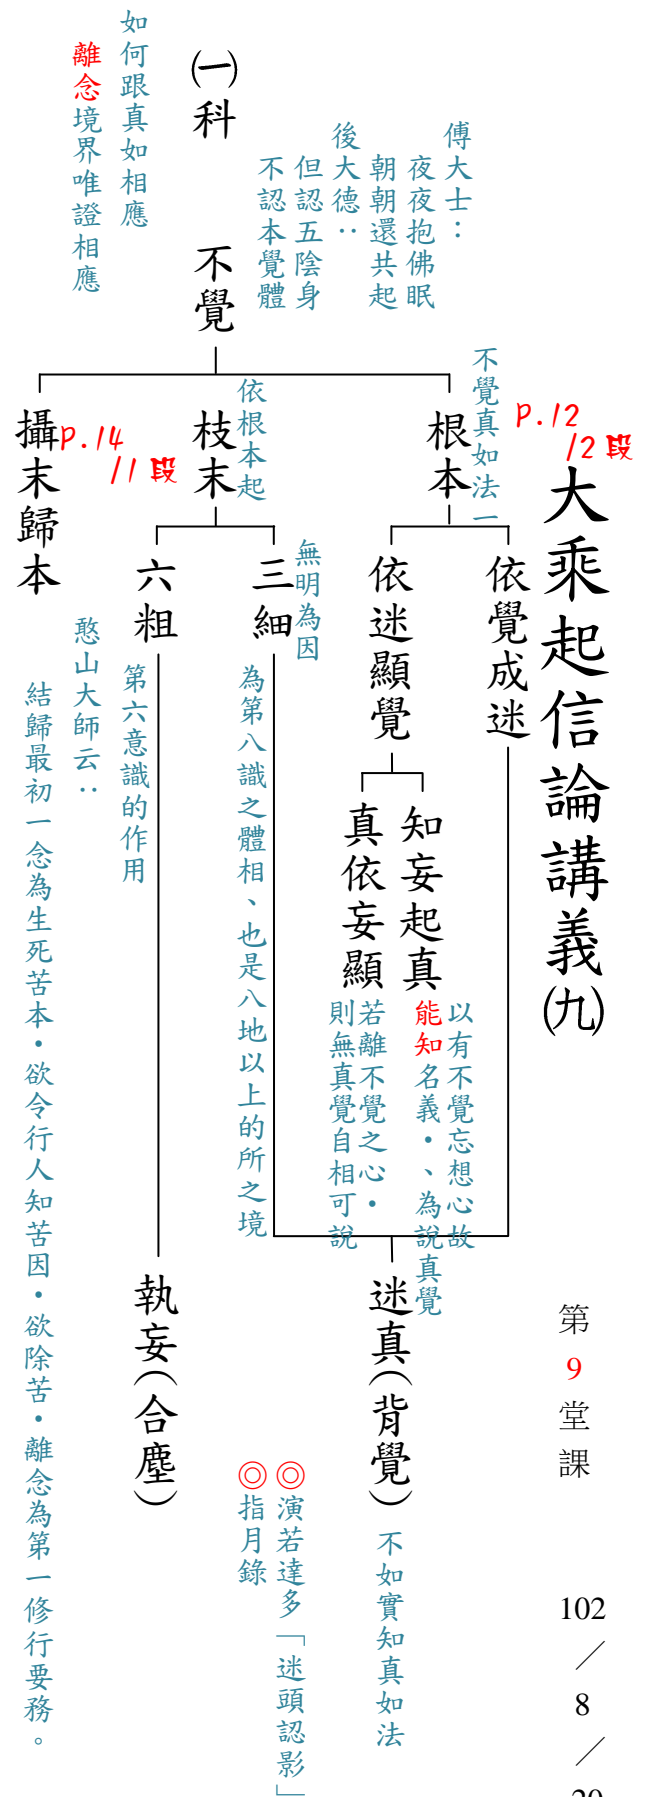 大乘起信論講義(九)
p.12
/2 段
第9堂課
102/8/20
(一)科
不覺
如何跟真如相應
離念境界唯證相應
傅大士：
夜夜抱佛眠
朝朝還共起
後大德：
但認五陰身
不認本覺體
根本
不覺真如法一
依覺成迷
依迷顯覺
知妄起真
以有不覺忘想心故
能知名義‧、為說真覺
真依妄顯
若離不覺之心‧
則無真覺自相可說
枝末
依根本起
三細
無明為因
為第八識之體相、也是八地以上的所之境
六粗
第六意識的作用
迷真(背覺)
不如實知真如法
◎演若達多「迷頭認影」
◎指月錄
執妄(合塵)
攝末歸本
p.14
/1 段
憨山大師云：
結歸最初一念為生死苦本‧欲令行人知苦因‧欲除苦‧離念為第一修行要務。